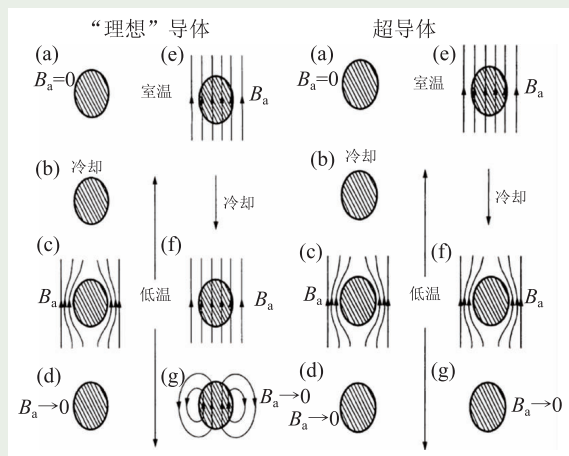 “理想”导体
超导体
(a)
Bₐ=0
(e)
室温
Bₐ
(b)
冷却
冷却
(c)
Bₐ
(f)
低温
Bₐ
(d)
Bₐ→0
(g)
Bₐ→0
(a)
Bₐ=0
(e)
室温
Bₐ
(b)
冷却
冷却
(c)
Bₐ
(f)
Bₐ
(d)
Bₐ→0
(g)
Bₐ→0
低温